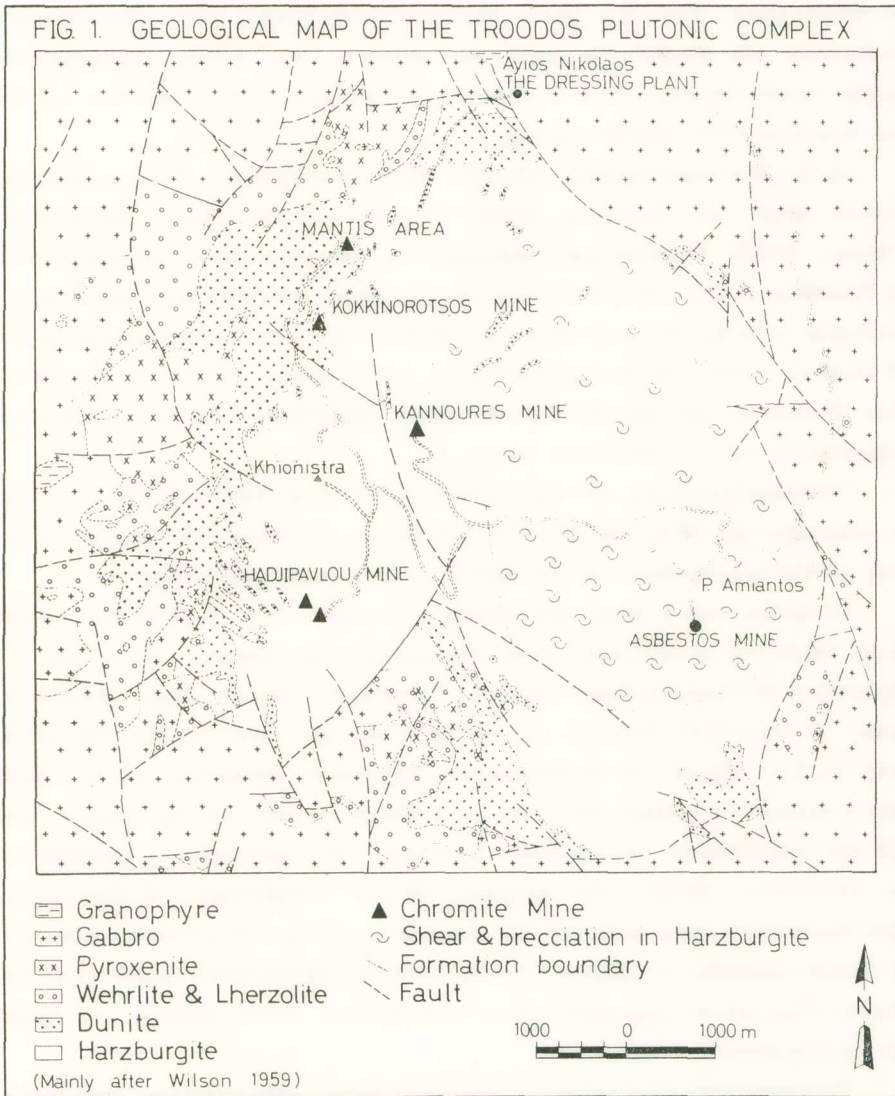 FIG. 1. GEOLOGICAL MAP OF THE TROODOS PLUTONIC COMPLEX
Ayios Nikolaos
THE DRESSING PLANT
MANTIS AREA
KOKKINOROTSOS MINE
KANNOURES MINE
Khionistra
HADJIPAVLOU MINE
P. Amiantos
ASBESTOS MINE
Granophyre
Gabbro
Pyroxenite
Wehrlite & Lherzolite
Dunite
Harzburgite
(Mainly after Wilson 1959)
Chromite Mine
Shear & brecciation in Harzburgite
Formation boundary
Fault
1000 0 1000 m
N